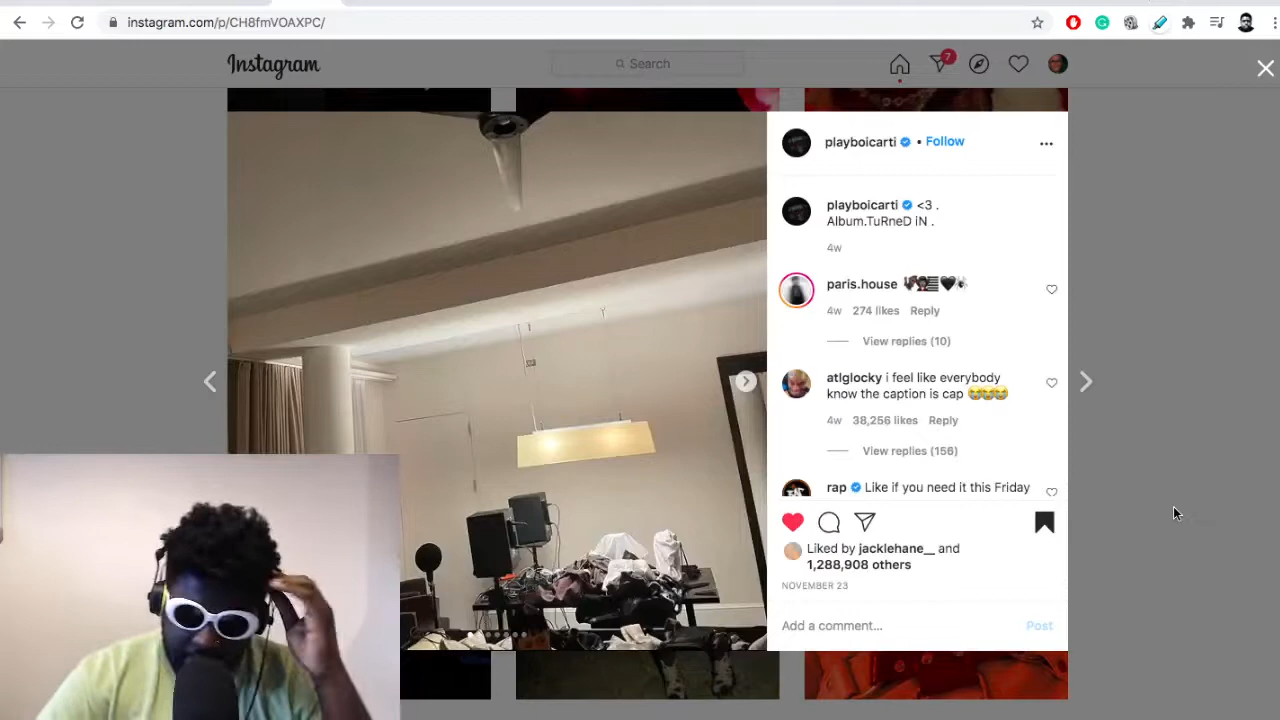 instagram.com/p/CH8fmVOAXPC/
Instagram
Search
7
playboicarti • Follow
playboicarti <3 .
Album.TuRneD iN .
4w
paris.house
4w 274 likes Reply
View replies (10)
atlglocky i feel like everybody
know the caption is cap 😭😭😭
4w 38,256 likes Reply
View replies (156)
rap Like if you need it this Friday
Liked by jacklehane__ and
1,288,908 others
NOVEMBER 23
Add a comment...
Post